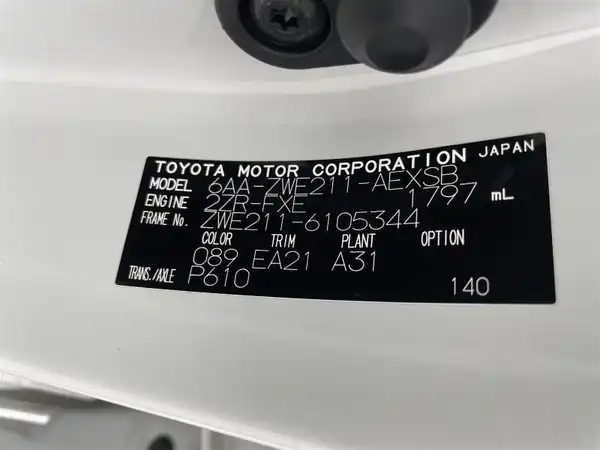 TOYOTA MOTOR CORPORATION JAPAN
MODEL 6AA-ZWE211-AEXSB
ENGINE 2ZR-FXE 1797 mL
FRAME No. ZWE211-6105344
COLOR TRIM PLANT OPTION
089 EA21 A31
TRANS./AXLE P610 140